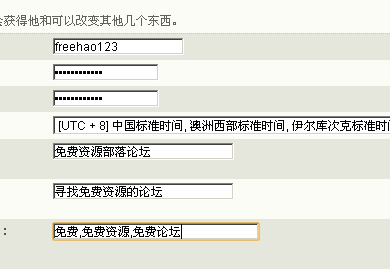 会获得他和可以改变其他几个东西。
freehao123
••••••••••••
••••••••••••
[UTC + 8] 中国标准时间, 澳洲西部标准时间, 伊尔库次克标准时间
免费资源部落论坛
寻找免费资源的论坛
:
免费,免费资源,免费论坛